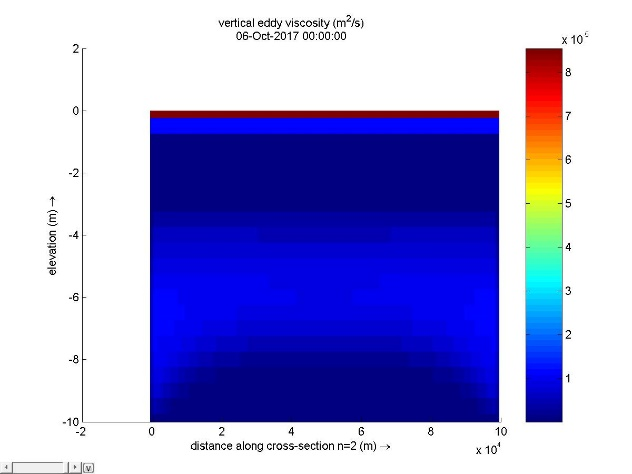 vertical eddy viscosity (m²/s)
06-Oct-2017 00:00:00
x 10
8
7
6
5
4
3
2
1
2
0
-2
-4
-6
-8
-10
elevation (m) →
-2 0 2 4 6 8 10
distance along cross-section n=2 (m) →
x 10⁴
v